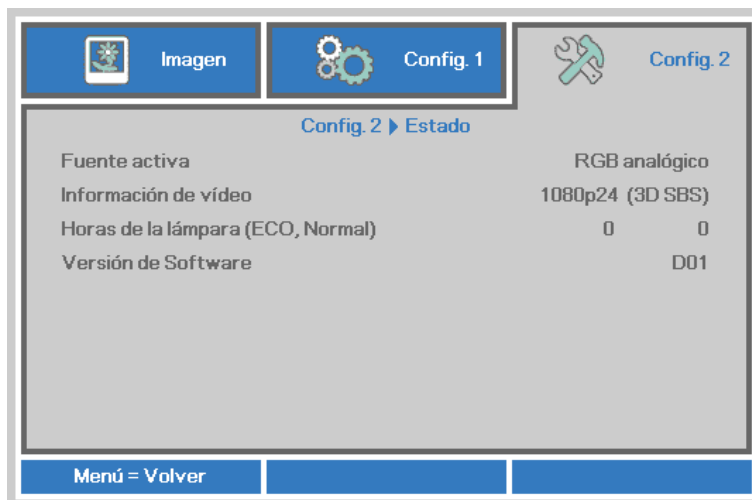 Imagen Config. 1 Config. 2
Config. 2 Estado
Fuente activa RGB analógico
Información de vídeo 1080p24 (3D SBS)
Horas de la lámpara (ECO, Normal) 0 0
Versión de Software D01
Menú = Volver